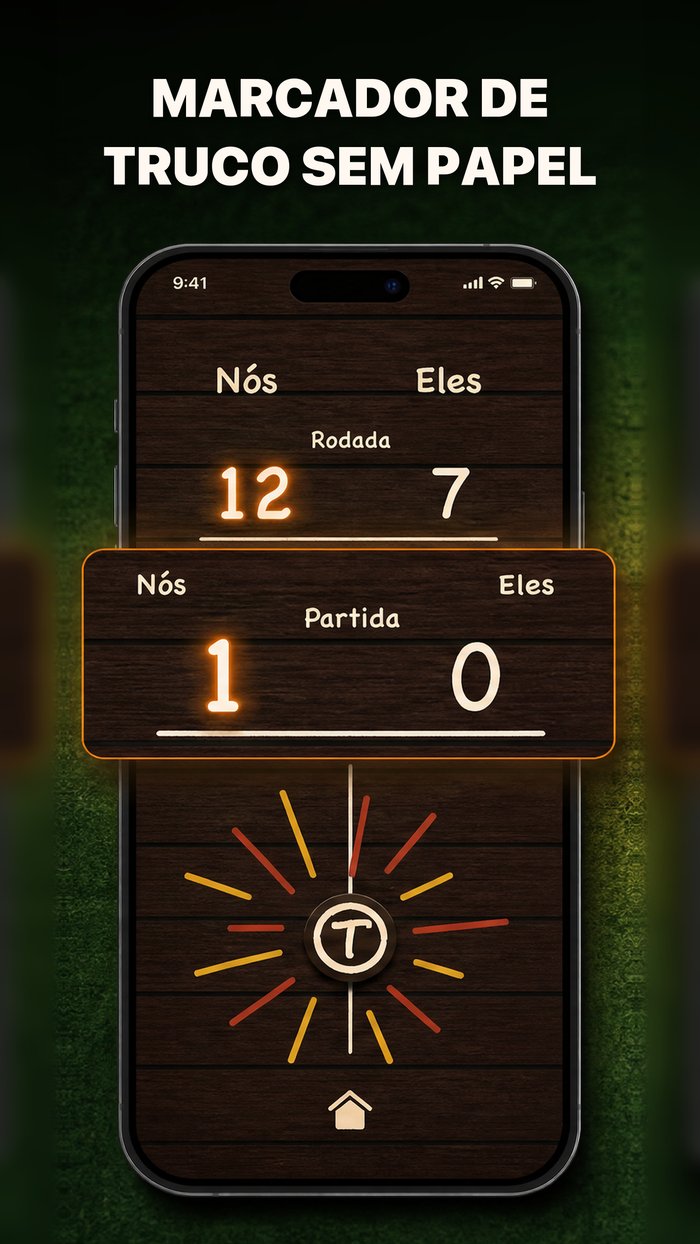 MARCADOR DE
TRUCO SEM PAPEL
9:41
Nós Eles
Rodada
12 7
Nós Eles
Partida
1 0
T